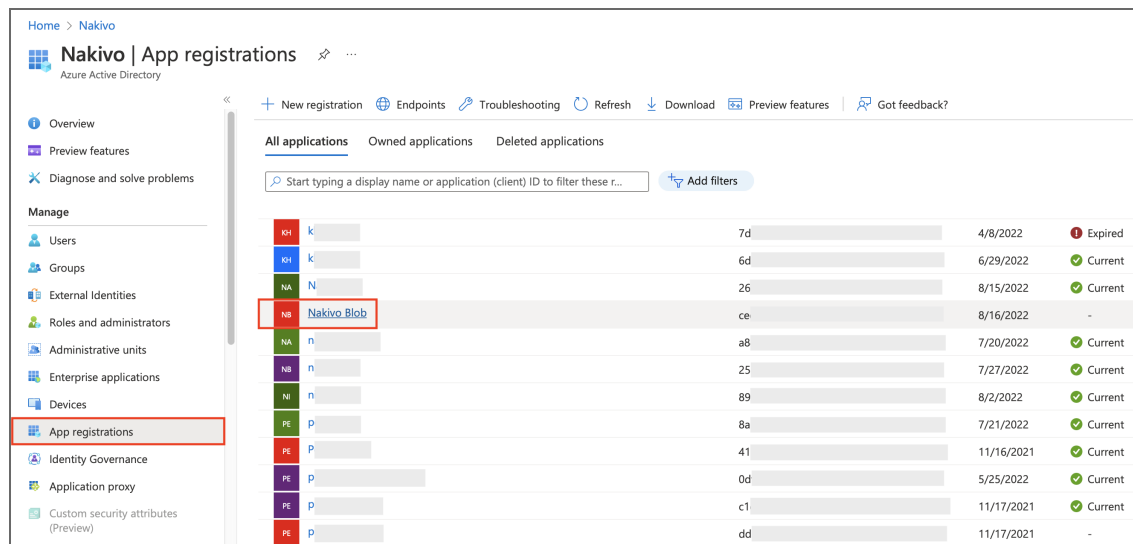 Home > Nakivo
Nakivo | App registrations
Azure Active Directory
Overview
Preview features
Diagnose and solve problems
Manage
Users
Groups
External Identities
Roles and administrators
Administrative units
Enterprise applications
Devices
App registrations
Identity Governance
Application proxy
Custom security attributes
(Preview)
New registration Endpoints Troubleshooting Refresh Download Preview features Got feedback?
All applications Owned applications Deleted applications
Start typing a display name or application (client) ID to filter these r... Add filters
KH k 7d 4/8/2022 Expired
KH k 6d 6/29/2022 Current
NA N 26 8/15/2022 Current
NB Nakivo Blob ce 8/16/2022 -
NA n a8 7/20/2022 Current
NB n 25 7/27/2022 Current
NI n 89 8/2/2022 Current
PE p 8a 7/21/2022 Current
PE P 41 11/16/2021 Current
PE p 0d 5/25/2022 Current
PE p c1 11/17/2021 Current
PE p dd 11/17/2021 -